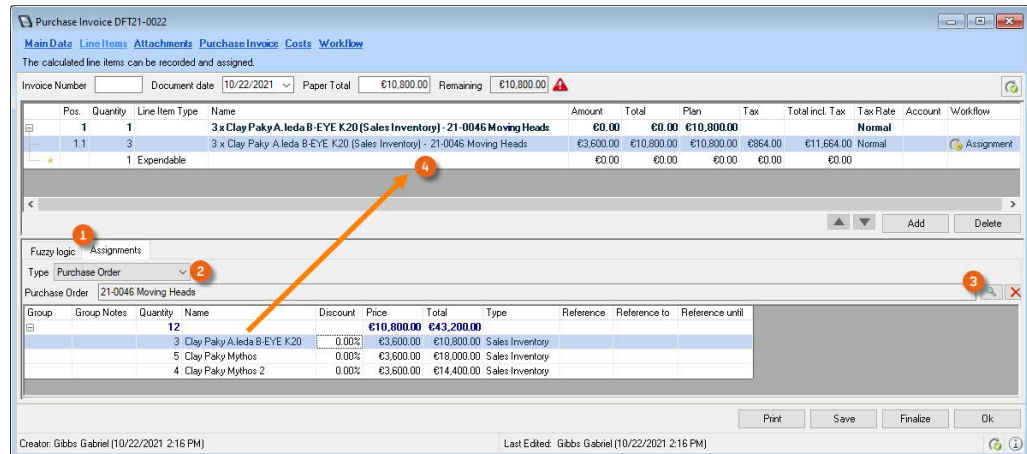 Purchase Invoice DFT21-0022
Main Data Line Items Attachments Purchase Invoice Costs Workflow
The calculated line items can be recorded and assigned.
Invoice Number Document date 10/22/2021 Paper Total €10,800.00 Remaining €10,800.00
Pos. Quantity Line Item Type Name Amount Total Plan Tax Total incl. Tax Tax Rate Account Workflow
1 1 3 x Clay Paky A.leda B-EYE K20 (Sales Inventory) - 21-0046 Moving Heads €0.00 €0.00 €10,800.00 Normal
1.1 3 3 x Clay Paky A.leda B-EYE K20 (Sales Inventory) - 21-0046 Moving Heads €3,600.00 €10,800.00 €10,800.00 €864.00 €11,664.00 Normal Assignment
1 Expendable €0.00 €0.00 €0.00 €0.00 €0.00
4
Add Delete
1
Fuzzy logic Assignments
Type Purchase Order 2
3
Purchase Order 21-0046 Moving Heads
Group Group Notes Quantity Name Discount Price Total Type Reference Reference to Reference until
12 €10,800.00 €43,200.00
3 Clay Paky A.leda B-EYE K20 0.00% €3,600.00 €10,800.00 Sales Inventory
5 Clay Paky Mythos 0.00% €3,600.00 €18,000.00 Sales Inventory
4 Clay Paky Mythos 2 0.00% €3,600.00 €14,400.00 Sales Inventory
Print Save Finalize Ok
Creator: Gibbs Gabriel (10/22/2021 2:16 PM) Last Edited: Gibbs Gabriel (10/22/2021 2:16 PM)